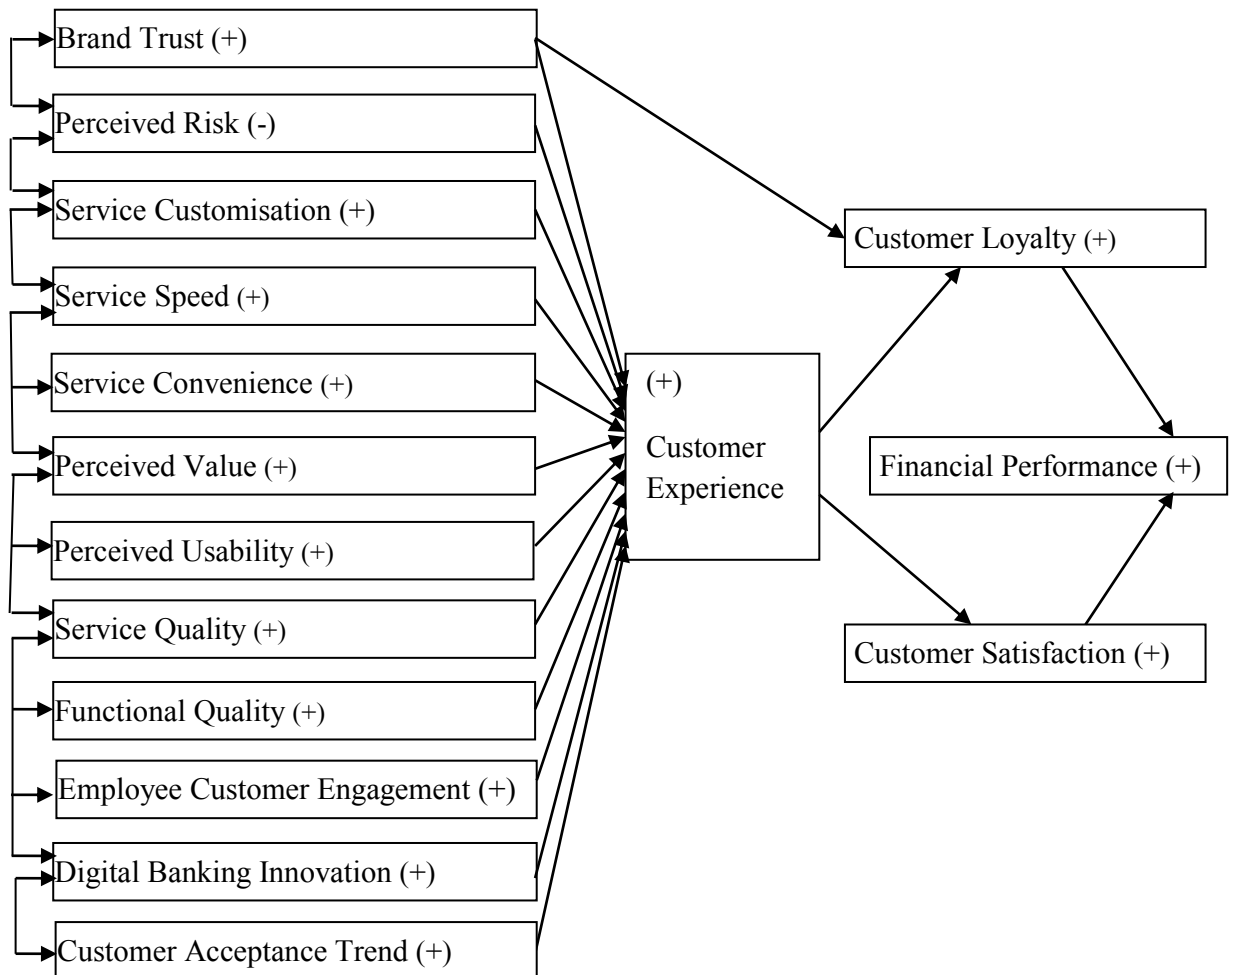 Brand Trust (+)
Perceived Risk (-)
Service Customisation (+)
Service Speed (+)
Service Convenience (+)
Perceived Value (+)
Perceived Usability (+)
Service Quality (+)
Functional Quality (+)
Employee Customer Engagement (+)
Digital Banking Innovation (+)
Customer Acceptance Trend (+)
(+)
Customer
Experience
Customer Loyalty (+)
Financial Performance (+)
Customer Satisfaction (+)